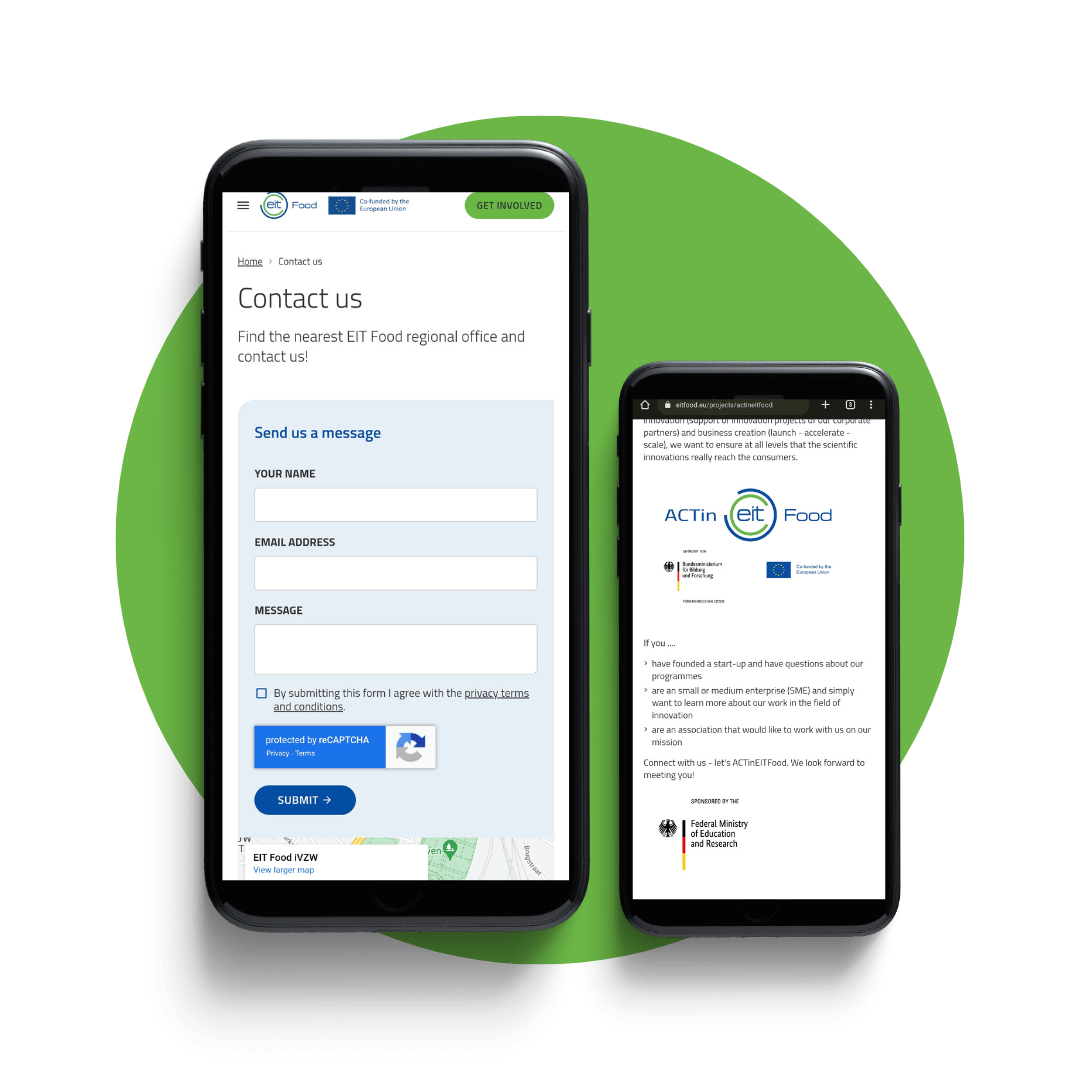 eit Food
Co-funded by the
European Union
GET INVOLVED
Home > Contact us
Contact us
Find the nearest EIT Food regional office and
contact us!
Send us a message
YOUR NAME
EMAIL ADDRESS
MESSAGE
By submitting this form I agree with the privacy terms
and conditions.
protected by reCAPTCHA
Privacy - Terms
SUBMIT →
EIT Food iVZW
View larger map
eitfood.eu/projects/actineitfood
3
innovation (support of innovation projects of our corporate
partners) and business creation (launch - accelerate -
scale), we want to ensure at all levels that the scientific
innovations really reach the consumers.
ACTin eit Food
GEFÖRDERT VOM
Bundesministerium
für Bildung
und Forschung
Co-funded by the
European Union
If you ....
› have founded a start-up and have questions about our
programmes
› are an small or medium enterprise (SME) and simply
want to learn more about our work in the field of
innovation
› are an association that would like to work with us on our
mission
Connect with us - let's ACTinEITFood. We look forward to
meeting you!
SPONSORED BY THE
Federal Ministry
of Education
and Research